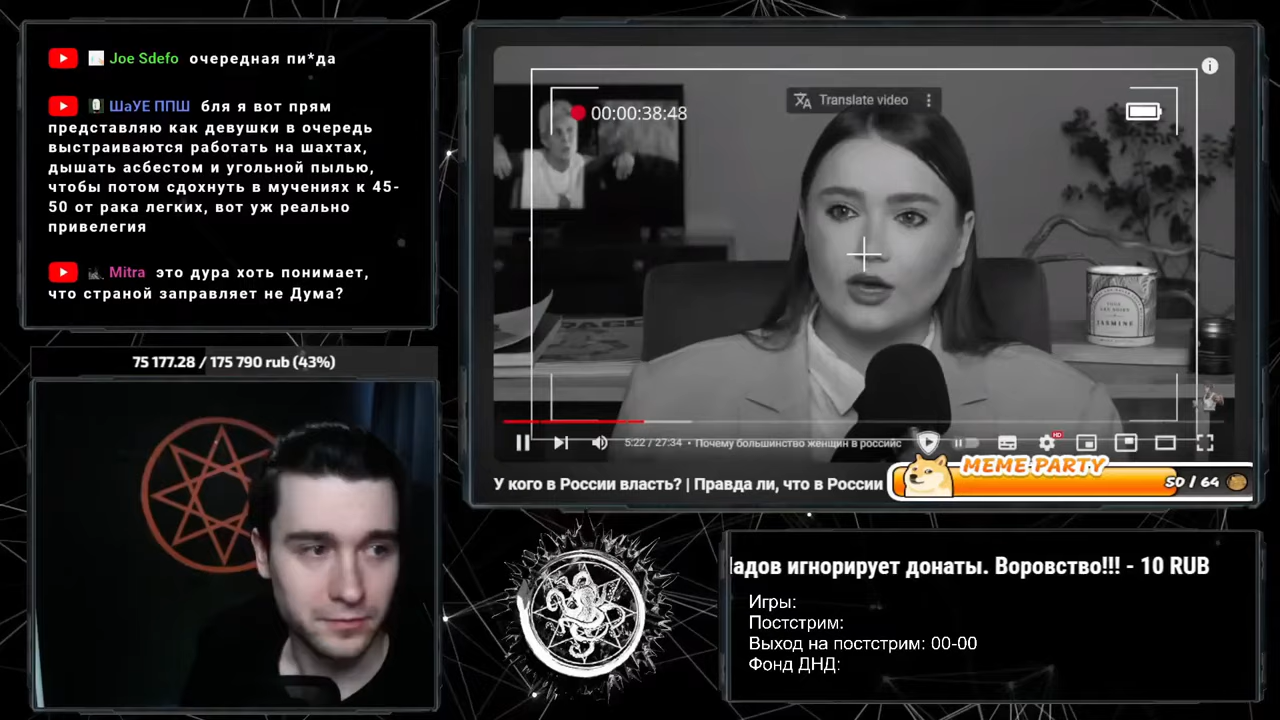 Joe Sdefo очередная пи*да
ШаУЕ ППШ бля я вот прям
представляю как девушки в очередь
выстраиваются работать на шахтах,
дышать асбестом и угольной пылью,
чтобы потом сдохнуть в мучениях к 45-
50 от рака легких, вот уж реально
привелегия
Mitra это дура хоть понимает,
что страной заправляет не Дума?
75 177.28 / 175 790 rub (43%)
00:00:38:48
Translate video
JASMINE
5:22 / 27:34 • Почему большинство женщин в российс
HD
У кого в России власть? | Правда ли, что в России
MEME PARTY
50 / 64
адов игнорирует донаты. Воровство!!! - 10 RUB
Игры:
Постстрим:
Выход на постстрим: 00-00
Фонд ДНД: